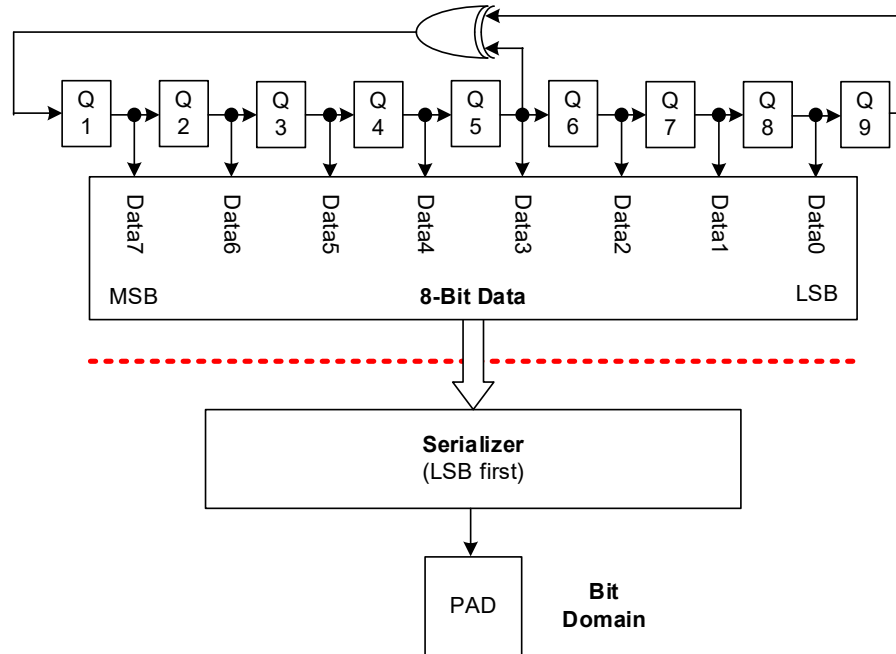 Q Q Q Q Q Q Q Q Q
1 2 3 4 5 6 7 8 9
Data7 Data6 Data5 Data4 Data3 Data2 Data1 Data0
MSB 8-Bit Data LSB
Serializer
(LSB first)
PAD
Bit
Domain